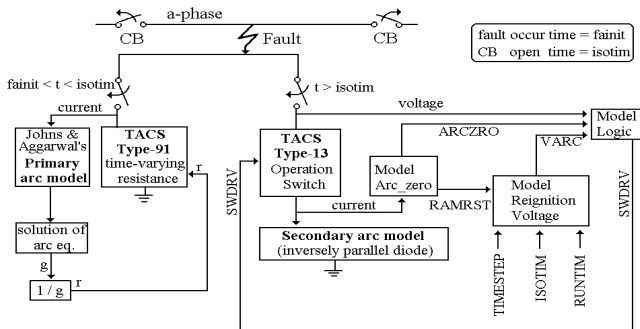 a-phase
CB
CB
Fault
fault occur time = fainit
CB open time = isotim
fainit < t < isotim
t > isotim
current
voltage
Johns &
Aggarwal's
Primary
arc model
TACS
Type-91
time-varying
resistance
r
TACS
Type-13
Operation
Switch
SWDRV
ARCZRO
Model
Logic
VARC
Model
Arc_zero
current
RAMRST
Model
Reignition
Voltage
SWDRV
solution of
arc eq.
g
1 / g
r
Secondary arc model
(inversely parallel diode)
TIMESTEP
ISOTIM
RUNTIM